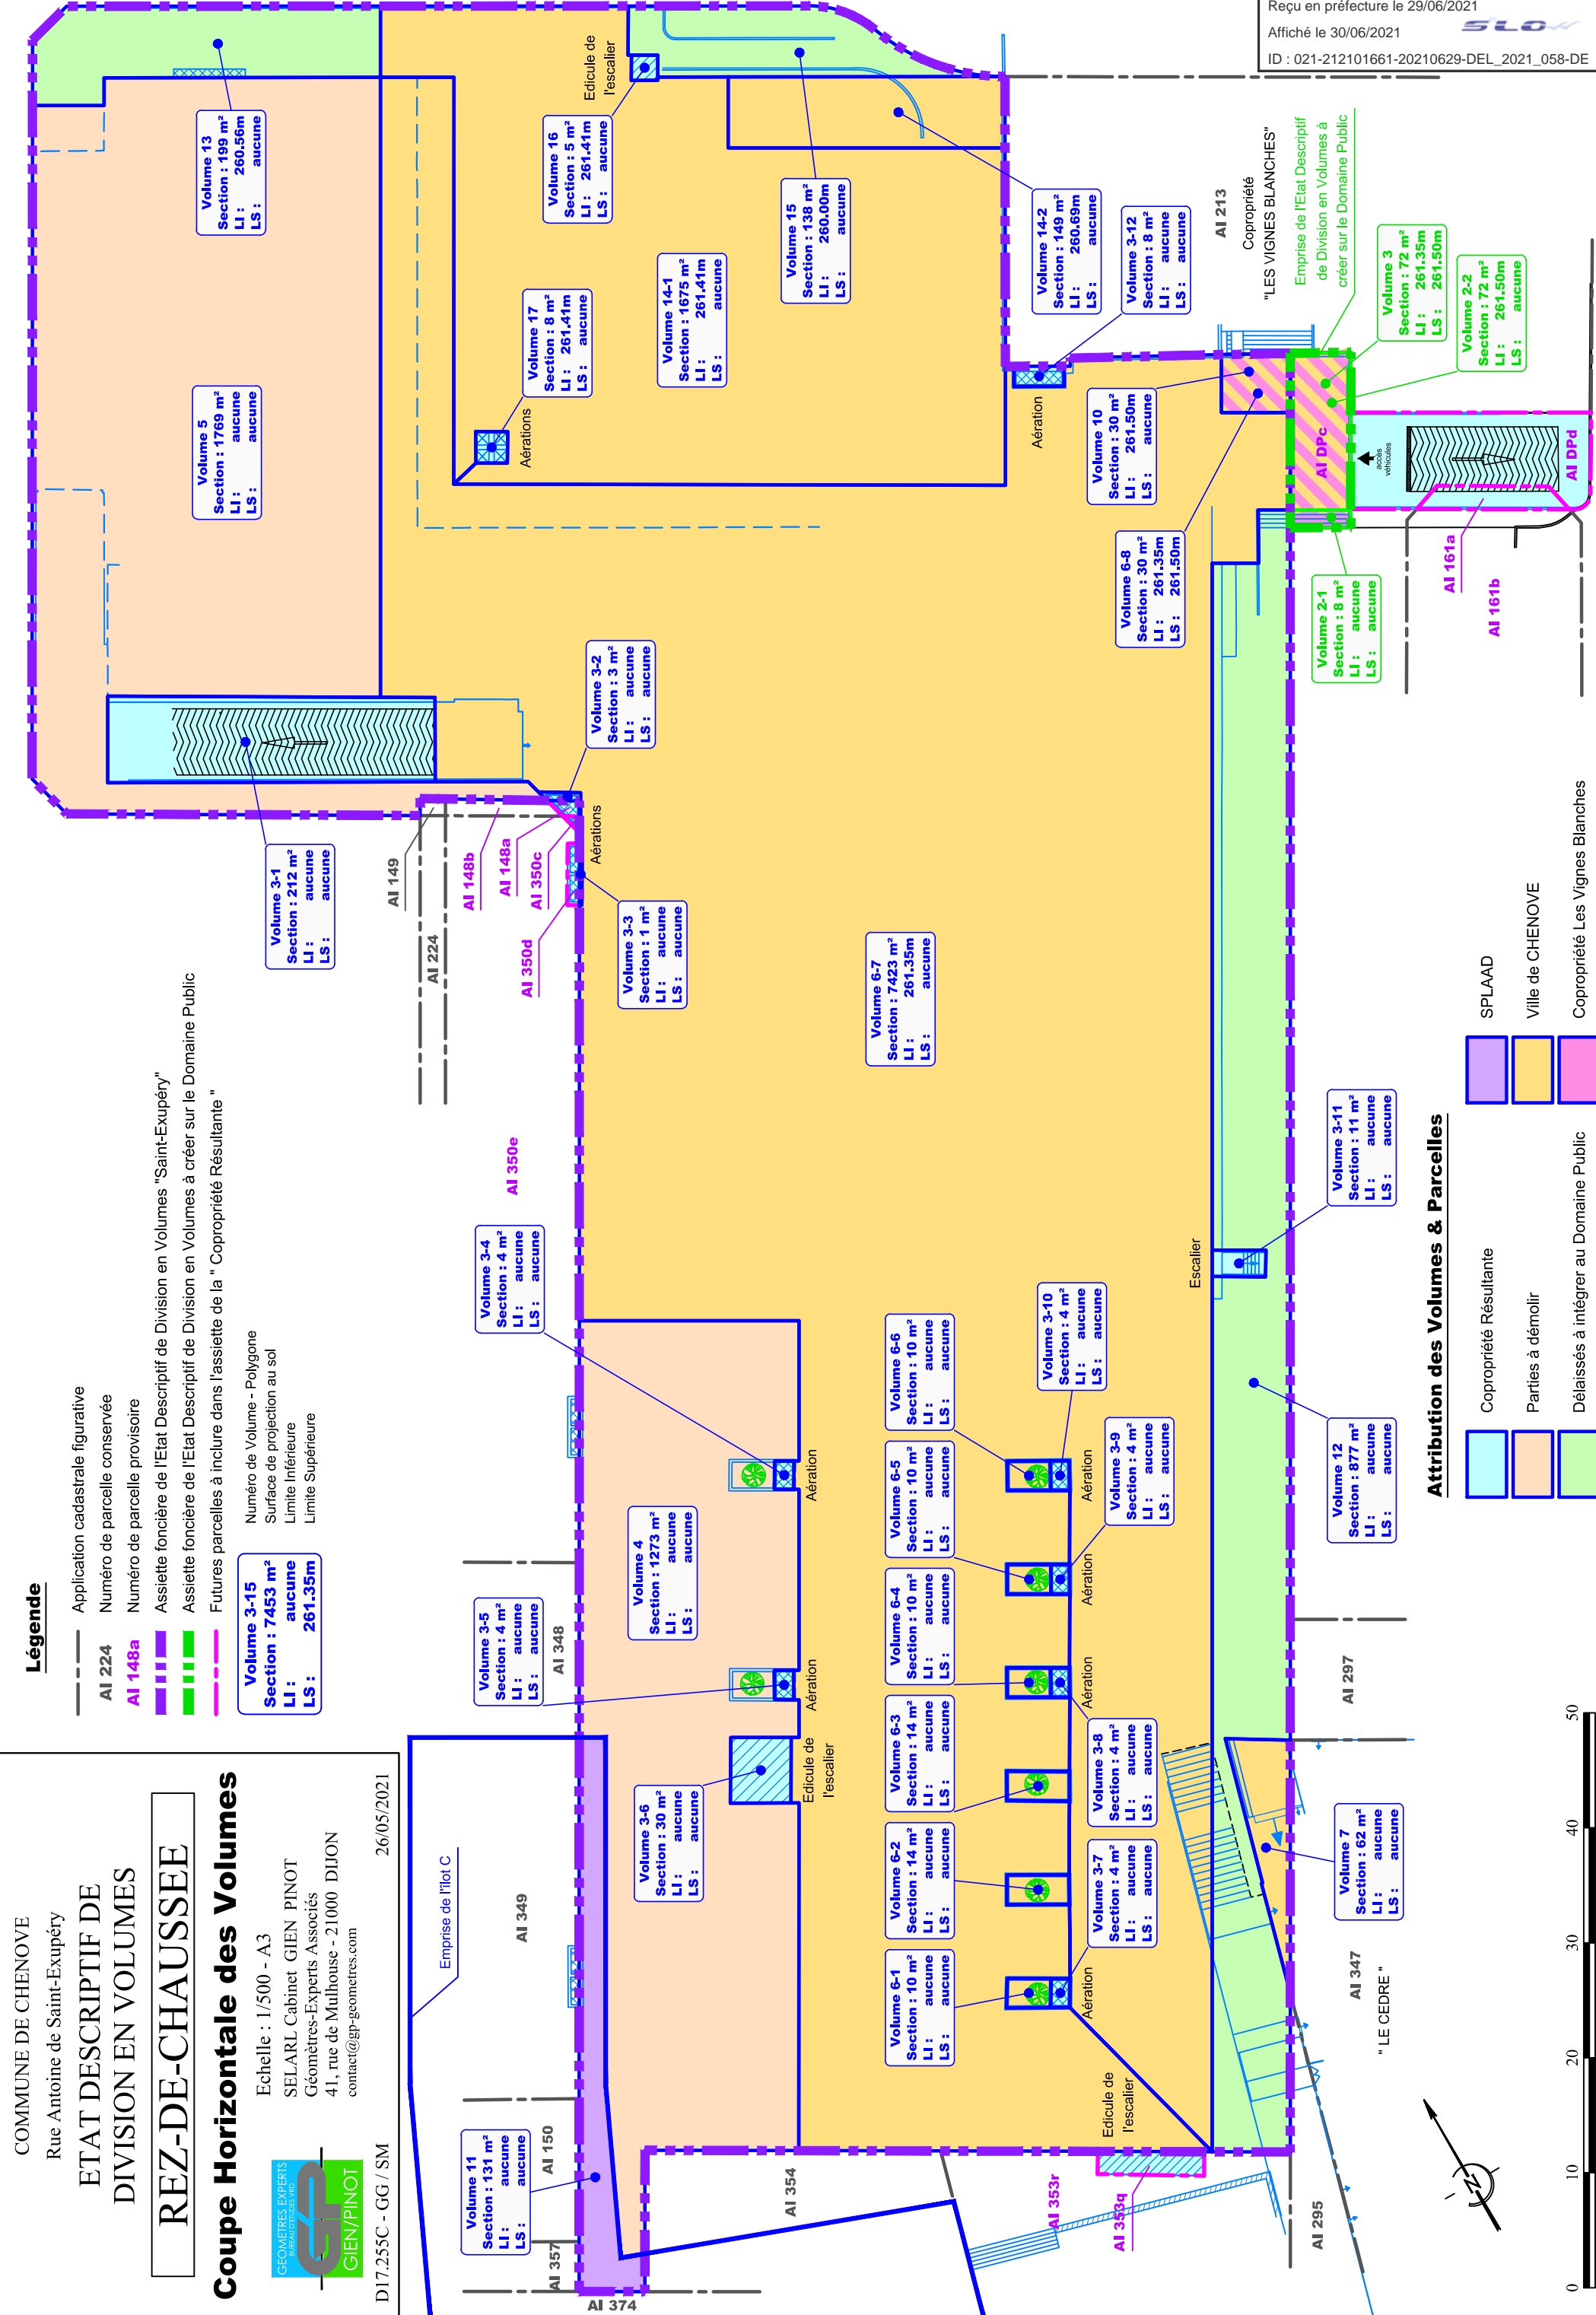 Reçu en préfecture le 29/06/2021
Affiché le 30/06/2021
SLOW
ID : 021-212101661-20210629-DEL_2021_058-DE
COMMUNE DE CHENOVE
Rue Antoine de Saint-Exupéry
ETAT DESCRIPTIF DE
DIVISION EN VOLUMES
REZ-DE-CHAUSSEE
Coupe Horizontale des Volumes
Echelle : 1/500 - A3
SELARL Cabinet GIEN PINOT
Géomètres-Experts Associés
41, rue de Mulhouse - 21000 DIJON
contact@gp-geometres.com
GEOMETRES EXPERTS
BUREAU D'ETUDES VRD
GIEN/PINOT
D17.255C - GG / SM
26/05/2021
Légende
Application cadastrale figurative
AI 224
Numéro de parcelle conservée
AI 148a
Numéro de parcelle provisoire
Assiette foncière de l'Etat Descriptif de Division en Volumes "Saint-Exupéry"
Assiette foncière de l'Etat Descriptif de Division en Volumes à créer sur le Domaine Public
Futures parcelles à inclure dans l'assiette de la " Copropriété Résultante "
Volume 3-15
Section : 7453 m²
LI : aucune
LS : 261.35m
Numéro de Volume - Polygone
Surface de projection au sol
Limite Inférieure
Limite Supérieure
Emprise de l'îlot C
Volume 11
Section : 131 m²
LI : aucune
LS : aucune
AI 357
AI 150
AI 349
AI 348
AI 374
AI 354
Volume 3-5
Section : 4 m²
LI : aucune
LS : aucune
Volume 3-4
Section : 4 m²
LI : aucune
LS : aucune
Volume 3-6
Section : 30 m²
LI : aucune
LS : aucune
Volume 4
Section : 1273 m²
LI : aucune
LS : aucune
Edicule de
l'escalier
Aération
Aération
AI 350e
AI 350d
AI 350c
AI 148a
AI 148b
AI 149
AI 224
Volume 3-1
Section : 212 m²
LI : aucune
LS : aucune
Volume 3-3
Section : 1 m²
LI : aucune
LS : aucune
Aérations
Volume 3-2
Section : 3 m²
LI : aucune
LS : aucune
Volume 5
Section : 1769 m²
LI : aucune
LS : aucune
Volume 13
Section : 199 m²
LI : 260.56m
LS : aucune
Volume 17
Section : 8 m²
LI : 261.41m
LS : aucune
Aérations
Volume 16
Section : 5 m²
LI : 261.41m
LS : aucune
Edicule de
l'escalier
Volume 14-1
Section : 1675 m²
LI : 261.41m
LS : aucune
Volume 15
Section : 138 m²
LI : 260.00m
LS : aucune
Volume 14-2
Section : 149 m²
LI : 260.69m
LS : aucune
Volume 3-12
Section : 8 m²
LI : aucune
LS : aucune
Aération
Volume 10
Section : 30 m²
LI : 261.50m
LS : aucune
Volume 6-8
Section : 30 m²
LI : 261.35m
LS : 261.50m
Volume 6-7
Section : 7423 m²
LI : 261.35m
LS : aucune
AI 213
Copropriété
"LES VIGNES BLANCHES"
Emprise de l'Etat Descriptif
de Division en Volumes à
créer sur le Domaine Public
Volume 3
Section : 72 m²
LI : 261.35m
LS : 261.50m
Volume 2-2
Section : 72 m²
LI : 261.50m
LS : aucune
Volume 2-1
Section : 8 m²
LI : aucune
LS : aucune
AI DPc
accès
véhicules
AI DPd
AI 161a
AI 161b
Volume 6-1
Section : 10 m²
LI : aucune
LS : aucune
Volume 6-2
Section : 14 m²
LI : aucune
LS : aucune
Volume 6-3
Section : 14 m²
LI : aucune
LS : aucune
Volume 6-4
Section : 10 m²
LI : aucune
LS : aucune
Volume 6-5
Section : 10 m²
LI : aucune
LS : aucune
Volume 6-6
Section : 10 m²
LI : aucune
LS : aucune
Aération
Aération
Aération
Aération
Volume 3-7
Section : 4 m²
LI : aucune
LS : aucune
Volume 3-8
Section : 4 m²
LI : aucune
LS : aucune
Volume 3-9
Section : 4 m²
LI : aucune
LS : aucune
Volume 3-10
Section : 4 m²
LI : aucune
LS : aucune
Escalier
Volume 3-11
Section : 11 m²
LI : aucune
LS : aucune
Volume 12
Section : 877 m²
LI : aucune
LS : aucune
Volume 7
Section : 62 m²
LI : aucune
LS : aucune
Edicule de
l'escalier
AI 353r
AI 353q
AI 295
AI 347
" LE CEDRE "
AI 297
N
0 10 20 30 40 50
Attribution des Volumes & Parcelles
Copropriété Résultante
Parties à démolir
Délaissés à intégrer au Domaine Public
SPLAAD
Ville de CHENOVE
Copropriété Les Vignes Blanches